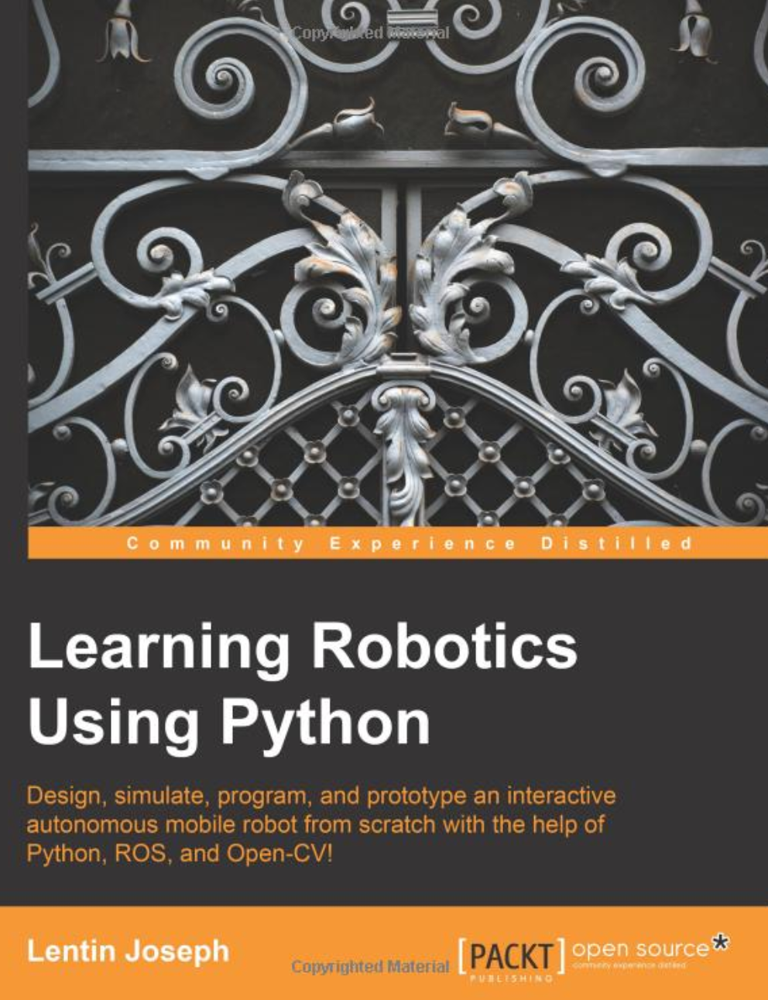 Copyrighted Material
Community Experience Distilled
Learning Robotics
Using Python
Design, simulate, program, and prototype an interactive
autonomous mobile robot from scratch with the help of
Python, ROS, and Open-CV!
Lentin Joseph
Copyrighted Material
[PACKT] open source*
PUBLISHING
community experience distilled